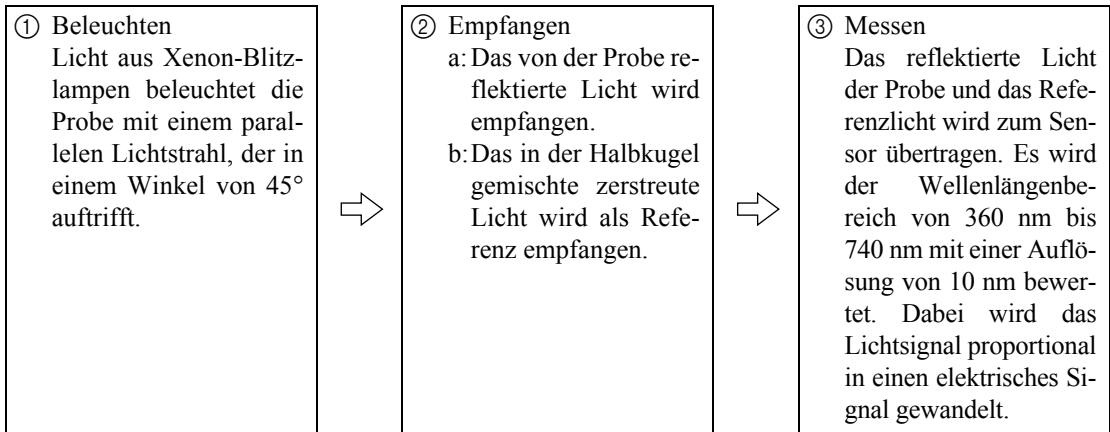 ① Beleuchten
Licht aus Xenon-Blitz-
lampen beleuchtet die
Probe mit einem paral-
lelen Lichtstrahl, der in
einem Winkel von 45°
auftrifft.
② Empfangen
a: Das von der Probe re-
flektierte Licht wird
empfangen.
b: Das in der Halbkugel
gemischte zerstreute
Licht wird als Refe-
renz empfangen.
③ Messen
Das reflektierte Licht
der Probe und das Refe-
renzlicht wird zum Sen-
sor übertragen. Es wird
der Wellenlängenbe-
reich von 360 nm bis
740 nm mit einer Auflö-
sung von 10 nm bewer-
tet. Dabei wird das
Lichtsignal proportional
in einen elektrisches Si-
gnal gewandelt.